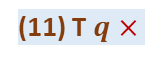 (11) T q ×